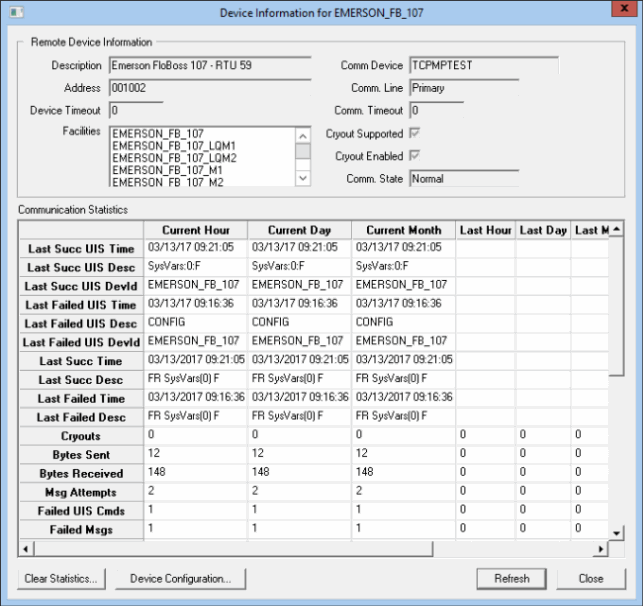 Device Information for EMERSON_FB_107
x
Remote Device Information
Description Emerson FloBoss 107 - RTU 59 Comm Device TCPMPTEST
Address 001002 Comm. Line Primary
Device Timeout 0 Comm. Timeout 0
Facilities EMERSON_FB_107 Cryout Supported
EMERSON_FB_107_LQM1
EMERSON_FB_107_LQM2 Cryout Enabled
EMERSON_FB_107_M1
EMERSON_FB_107_M2 Comm. State Normal
Communication Statistics
Current Hour Current Day Current Month Last Hour Last Day Last M
Last Succ UIS Time 03/13/17 09:21:05 03/13/17 09:21:05 03/13/17 09:21:05
Last Succ UIS Desc SysVars:0:F SysVars:0:F SysVars:0:F
Last Succ UIS DevId EMERSON_FB_107 EMERSON_FB_107 EMERSON_FB_107
Last Failed UIS Time 03/13/17 09:16:36 03/13/17 09:16:36 03/13/17 09:16:36
Last Failed UIS Desc CONFIG CONFIG CONFIG
Last Failed UIS DevId EMERSON_FB_107 EMERSON_FB_107 EMERSON_FB_107
Last Succ Time 03/13/2017 09:21:05 03/13/2017 09:21:05 03/13/2017 09:21:05
Last Succ Desc FR SysVars(0) F FR SysVars(0) F FR SysVars(0) F
Last Failed Time 03/13/2017 09:16:36 03/13/2017 09:16:36 03/13/2017 09:16:36
Last Failed Desc FR SysVars(0) F FR SysVars(0) F FR SysVars(0) F
Cryouts 0 0 0 0 0 0
Bytes Sent 12 12 12 0 0 0
Bytes Received 148 148 148 0 0 0
Msg Attempts 2 2 2 0 0 0
Failed UIS Cmds 1 1 1 0 0 0
Failed Msgs 1 1 1 0 0 0
Clear Statistics... Device Configuration... Refresh Close